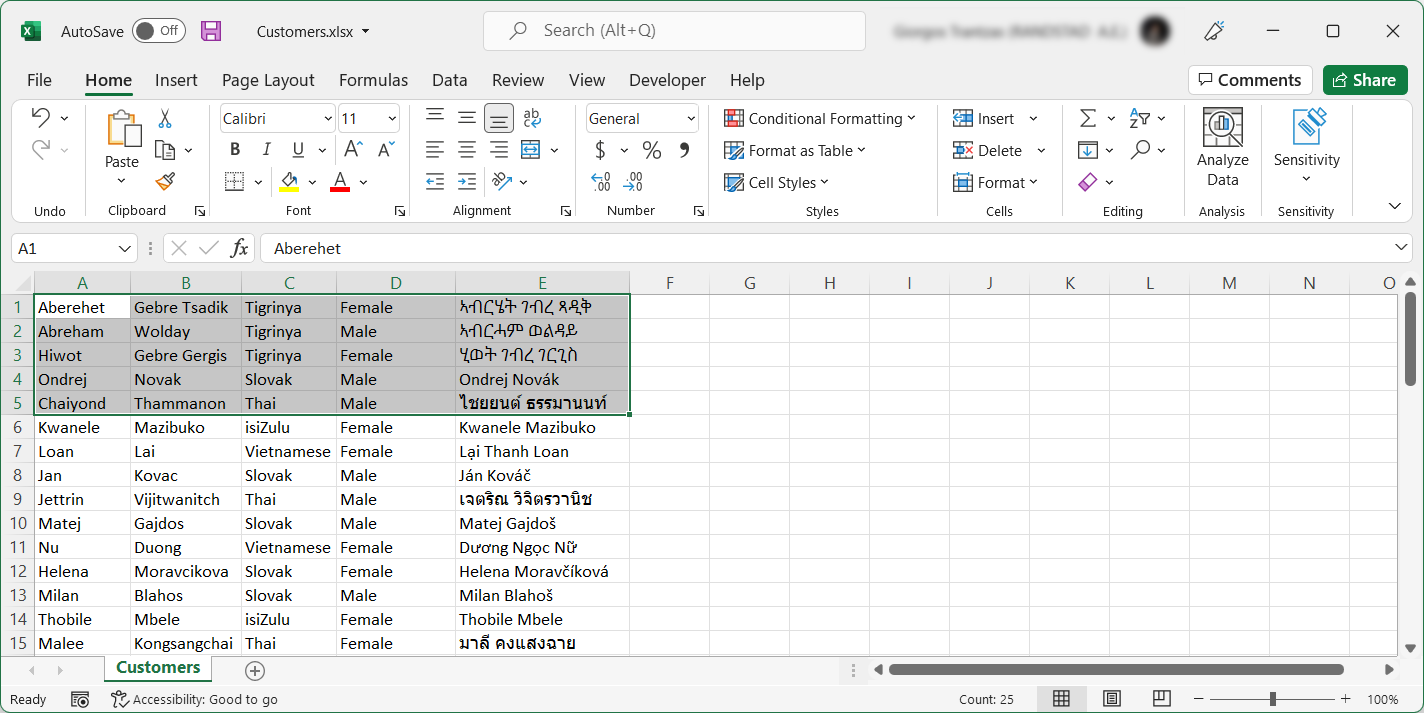 AutoSave Off Customers.xlsx Search (Alt+Q)
File Home Insert Page Layout Formulas Data Review View Developer Help Comments Share
Calibri 11 General Conditional Formatting Insert
Paste B I U A A $ % Format as Table Delete Analyze Data Sensitivity
A Cell Styles Format
Undo Clipboard Font Alignment Number Styles Cells Editing Analysis Sensitivity
A1 fx Aberehet
A B C D E F G H I J K L M N O
1 Aberehet Gebre Tsadik Tigrinya Female ኣብርሄት ገብረ ጻዲቅ
2 Abreham Wolday Tigrinya Male ኣብርሓም ወልዳይ
3 Hiwot Gebre Gergis Tigrinya Female ሂወት ገብረ ገርጊስ
4 Ondrej Novak Slovak Male Ondrej Novák
5 Chaiyond Thammanon Thai Male ไชยยนต์ ธรรมานนท์
6 Kwanele Mazibuko isiZulu Female Kwanele Mazibuko
7 Loan Lai Vietnamese Female Lại Thanh Loan
8 Jan Kovac Slovak Male Ján Kováč
9 Jettrin Vijitwanitch Thai Male เจตริณ วิจิตรวานิช
10 Matej Gajdos Slovak Male Matej Gajdoš
11 Nu Duong Vietnamese Female Dương Ngọc Nữ
12 Helena Moravcikova Slovak Female Helena Moravčíková
13 Milan Blahos Slovak Male Milan Blahoš
14 Thobile Mbele isiZulu Female Thobile Mbele
15 Malee Kongsangchai Thai Female มาลี คงแสงฉาย
Customers
Ready Accessibility: Good to go Count: 25 100%